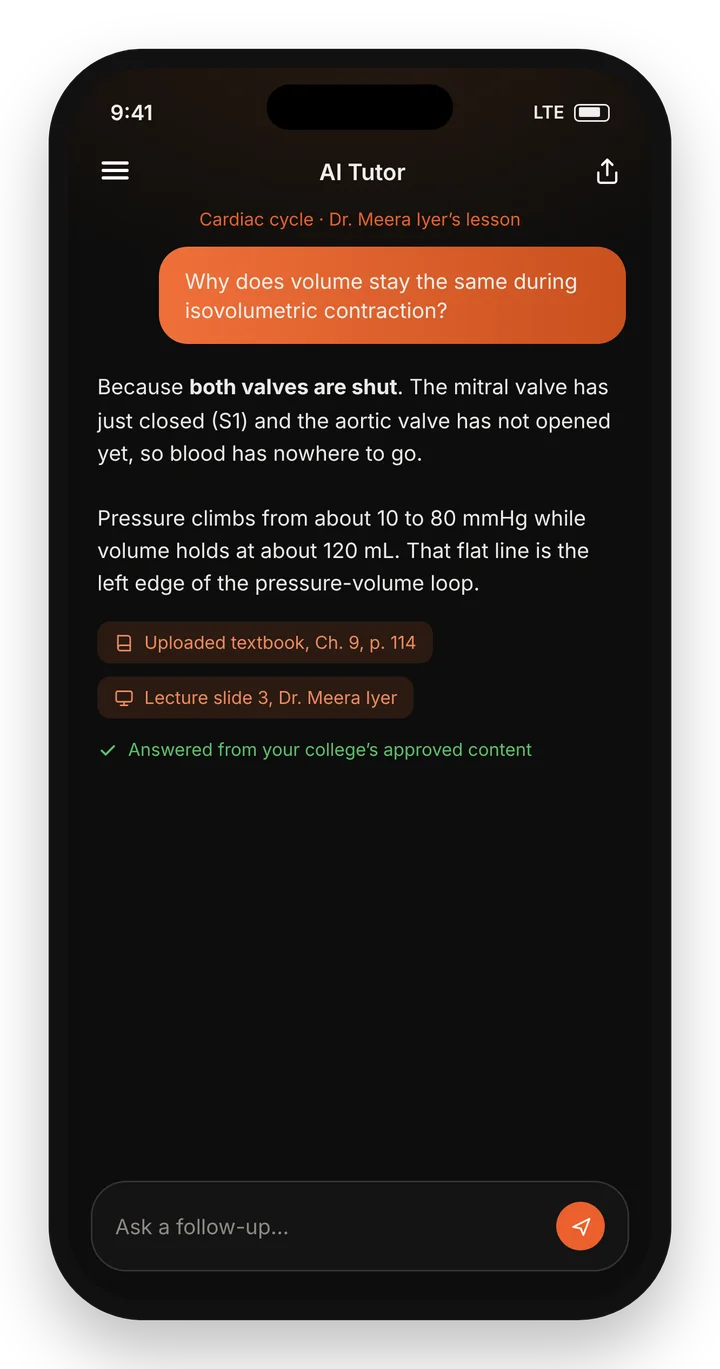 9:41
LTE
AI Tutor
Cardiac cycle · Dr. Meera Iyer’s lesson
Why does volume stay the same during
isovolumetric contraction?
Because both valves are shut. The mitral valve has
just closed (S1) and the aortic valve has not opened
yet, so blood has nowhere to go.
Pressure climbs from about 10 to 80 mmHg while
volume holds at about 120 mL. That flat line is the
left edge of the pressure-volume loop.
Uploaded textbook, Ch. 9, p. 114
Lecture slide 3, Dr. Meera Iyer
Answered from your college’s approved content
Ask a follow-up...